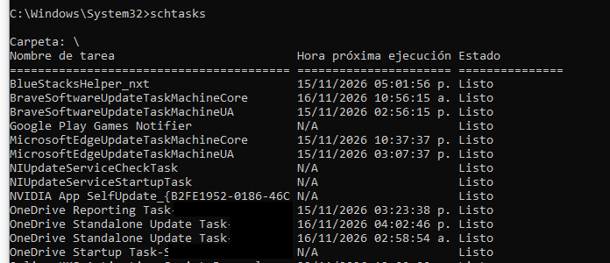 C:\Windows\System32>schtasks
Carpeta: \
Nombre de tarea Hora próxima ejecución Estado
======================================== ====================== ===============
BlueStacksHelper_nxt 15/11/2026 05:01:56 p. Listo
BraveSoftwareUpdateTaskMachineCore 16/11/2026 10:56:15 a. Listo
BraveSoftwareUpdateTaskMachineUA 15/11/2026 02:56:15 p. Listo
Google Play Games Notifier N/A Listo
MicrosoftEdgeUpdateTaskMachineCore 15/11/2026 10:37:37 p. Listo
MicrosoftEdgeUpdateTaskMachineUA 15/11/2026 03:07:37 p. Listo
NIUpdateServiceCheckTask N/A Listo
NIUpdateServiceStartupTask N/A Listo
NVIDIA App SelfUpdate_{B2FE1952-0186-46C N/A Listo
OneDrive Reporting Task 15/11/2026 03:23:38 p. Listo
OneDrive Standalone Update Task 16/11/2026 04:02:46 p. Listo
OneDrive Standalone Update Task 16/11/2026 02:58:54 a. Listo
OneDrive Startup Task-S N/A Listo